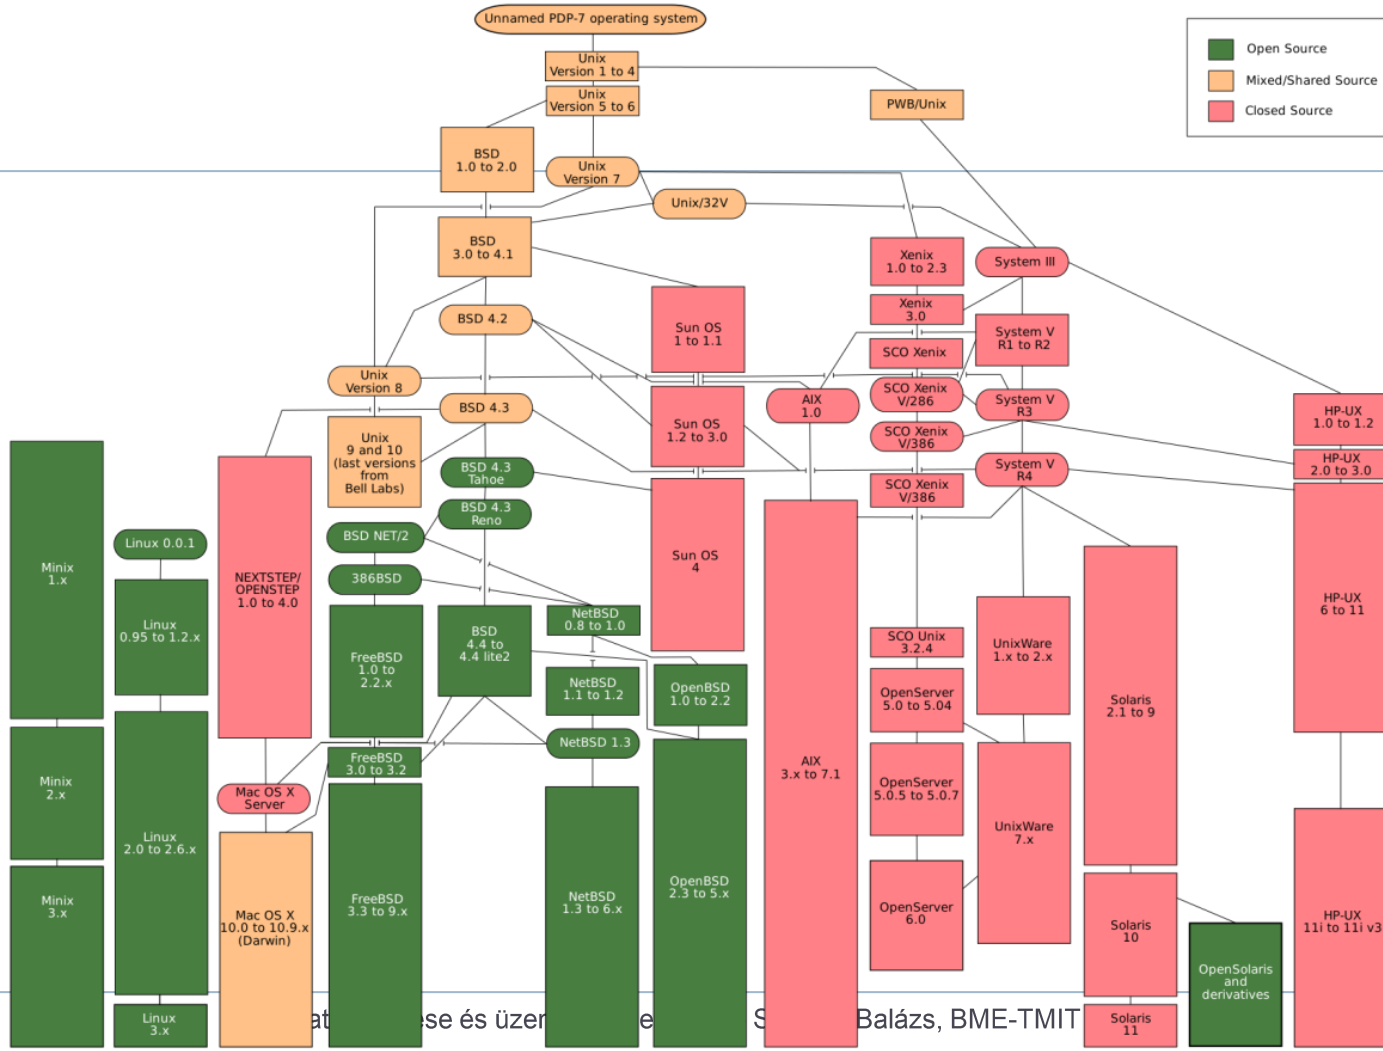 Unnamed PDP-7 operating system
Open Source
Mixed/Shared Source
Closed Source
Unix
Version 1 to 4
Unix
Version 5 to 6
PWB/Unix
BSD
1.0 to 2.0
Unix
Version 7
Unix/32V
BSD
3.0 to 4.1
Xenix
1.0 to 2.3
System III
Xenix
3.0
BSD 4.2
Sun OS
1 to 1.1
System V
R1 to R2
SCO Xenix
Unix
Version 8
SCO Xenix
V/286
AIX
1.0
System V
R3
BSD 4.3
HP-UX
1.0 to 1.2
Sun OS
1.2 to 3.0
SCO Xenix
V/386
Unix
9 and 10
(last versions
from
Bell Labs)
HP-UX
2.0 to 3.0
BSD 4.3
Tahoe
System V
R4
SCO Xenix
V/386
BSD 4.3
Reno
BSD NET/2
Linux 0.0.1
Sun OS
4
Minix
1.x
386BSD
NEXTSTEP/
OPENSTEP
1.0 to 4.0
HP-UX
6 to 11
Linux
0.95 to 1.2.x
NetBSD
0.8 to 1.0
BSD
4.4 to
4.4 lite2
SCO Unix
3.2.4
UnixWare
1.x to 2.x
FreeBSD
1.0 to
2.2.x
NetBSD
1.1 to 1.2
OpenBSD
1.0 to 2.2
OpenServer
5.0 to 5.04
Solaris
2.1 to 9
NetBSD 1.3
FreeBSD
3.0 to 3.2
AIX
3.x to 7.1
Minix
2.x
OpenServer
5.0.5 to 5.0.7
Mac OS X
Server
UnixWare
7.x
Linux
2.0 to 2.6.x
OpenBSD
2.3 to 5.x
Minix
3.x
FreeBSD
3.3 to 9.x
NetBSD
1.3 to 6.x
OpenServer
6.0
Mac OS X
10.0 to 10.9.x
(Darwin)
Solaris
10
HP-UX
11i to 11i v3
OpenSolaris
and
derivatives
Linux
3.x
Solaris
11
és Balázs, BME-TMIT